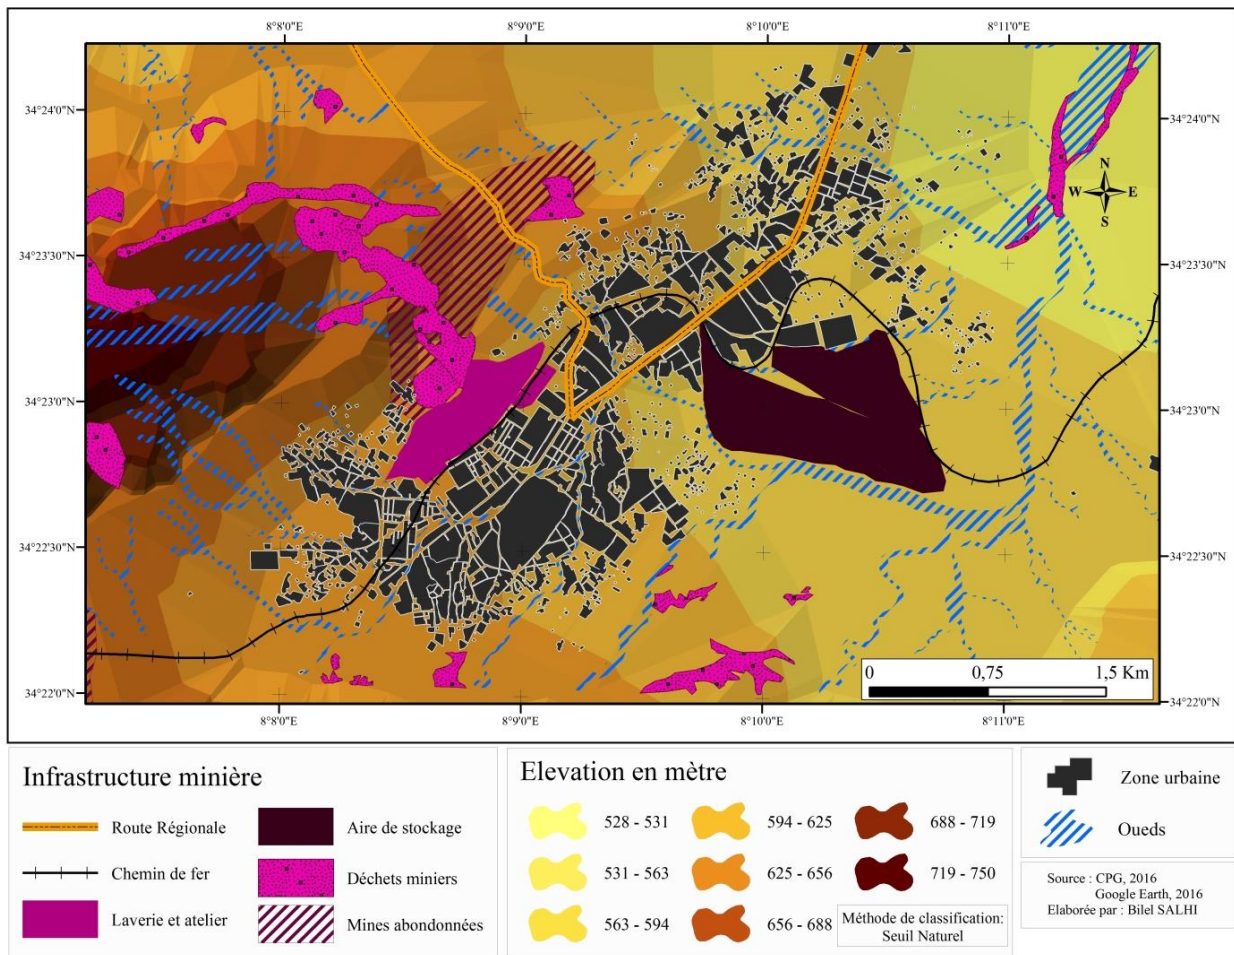 8°8'0"E
8°9'0"E
8°10'0"E
8°11'0"E
34°24'0"N
34°24'0"N
N
W
E
S
34°23'30"N
34°23'30"N
34°23'0"N
34°23'0"N
34°22'30"N
34°22'30"N
0
0,75
1,5 Km
34°22'0"N
34°22'0"N
8°8'0"E
8°9'0"E
8°10'0"E
8°11'0"E
Infrastructure minière
Route Régionale
Chemin de fer
Laverie et atelier
Aire de stockage
Déchets miniers
Mines abondonnées
Elevation en mètre
528 - 531
531 - 563
563 - 594
594 - 625
625 - 656
656 - 688
688 - 719
719 - 750
Méthode de classification:
Seuil Naturel
Zone urbaine
Oueds
Source : CPG, 2016
Google Earth, 2016
Elaborée par : Bilel SALHI